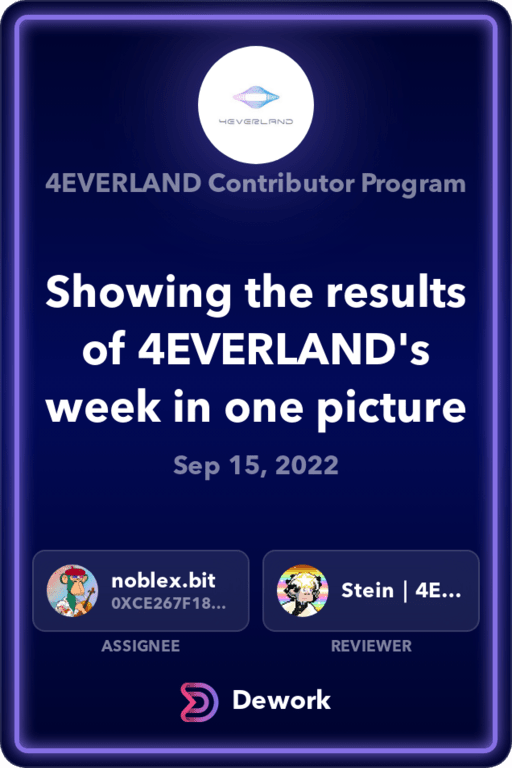 4EVERLAND
4EVERLAND Contributor Program
Showing the results
of 4EVERLAND's
week in one picture
Sep 15, 2022
noblex.bit
0XCE267F18...
Stein | 4E...
ASSIGNEE
REVIEWER
Dework